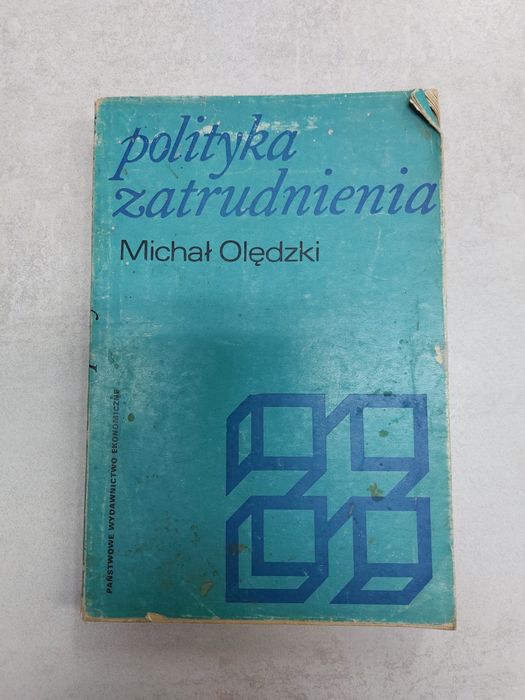 polityka
zatrudnienia
Michał Olędzki
PAŃSTWOWE WYDAWNICTWO EKONOMICZNE